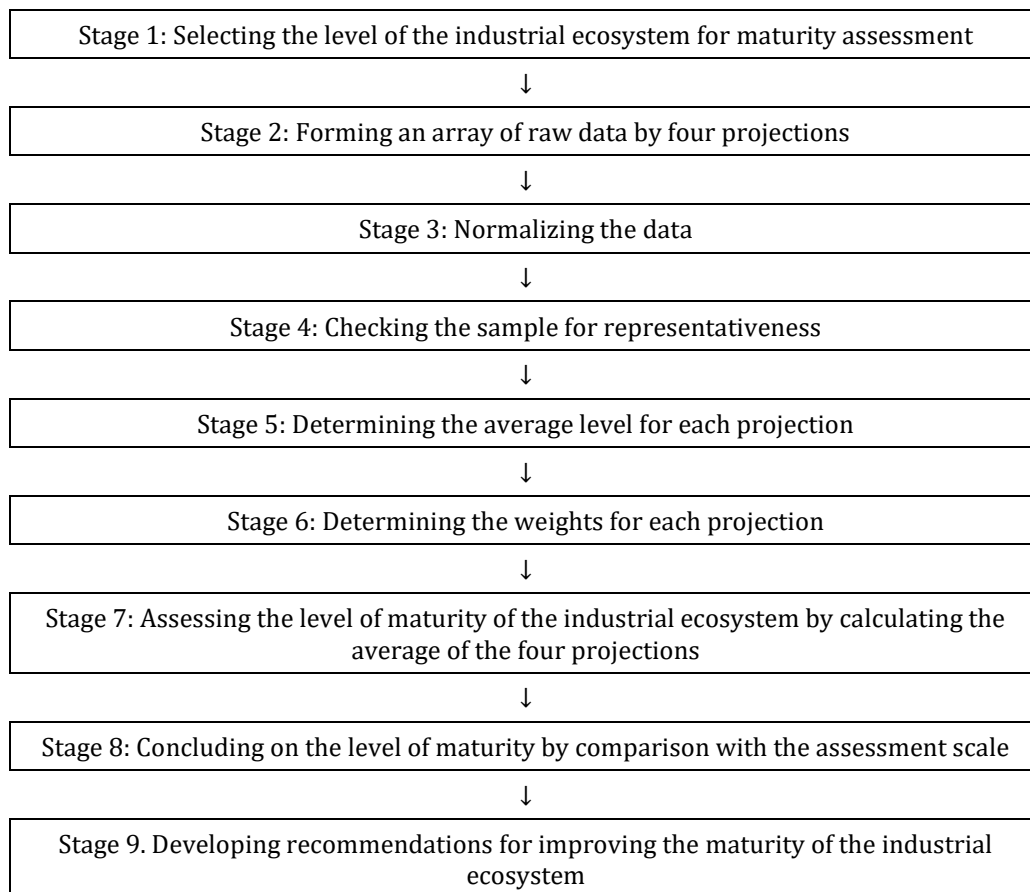 Stage 1: Selecting the level of the industrial ecosystem for maturity assessment
↓
Stage 2: Forming an array of raw data by four projections
↓
Stage 3: Normalizing the data
↓
Stage 4: Checking the sample for representativeness
↓
Stage 5: Determining the average level for each projection
↓
Stage 6: Determining the weights for each projection
↓
Stage 7: Assessing the level of maturity of the industrial ecosystem by calculating the
average of the four projections
↓
Stage 8: Concluding on the level of maturity by comparison with the assessment scale
↓
Stage 9. Developing recommendations for improving the maturity of the industrial
ecosystem